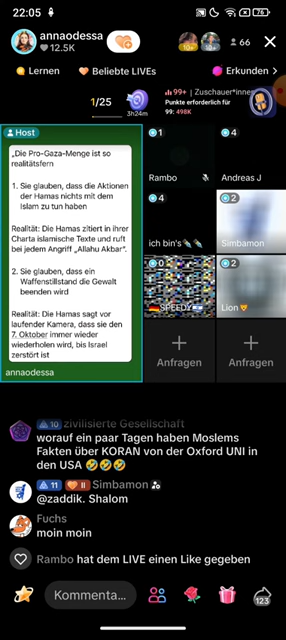 22:05
76
annaodessa
12.5K
10+
10+
66
Lernen
Beliebte LIVEs
Erkunden
1/25
3h24m
99+ | Zuschauer*innen
Punkte erforderlich für
99: 498K
Host
„Die Pro-Gaza-Menge ist so
realitätsfern
1. Sie glauben, dass die Aktionen
der Hamas nichts mit dem
Islam zu tun haben
Realität: Die Hamas zitiert in ihrer
Charta islamische Texte und ruft
bei jedem Angriff „Allahu Akbar“.
2. Sie glauben, dass ein
Waffenstillstand die Gewalt
beenden wird
Realität: Die Hamas sagt vor
laufender Kamera, dass sie den
7. Oktober immer wieder
wiederholen wird, bis Israel
zerstört ist
annaodessa
1
Rambo
4
Andreas J
4
ich bin's
2
Simbamon
0
SPEEDY
2
Lion
Anfragen
Anfragen
10 zivilisierte Gesellschaft
worauf ein paar Tagen haben Moslems
Fakten über KORAN von der Oxford UNI in
den USA 🤣🤣🤣
11 II Simbamon
@zaddik. Shalom
Fuchs
moin moin
Rambo hat dem LIVE einen Like gegeben
Kommenta...
123